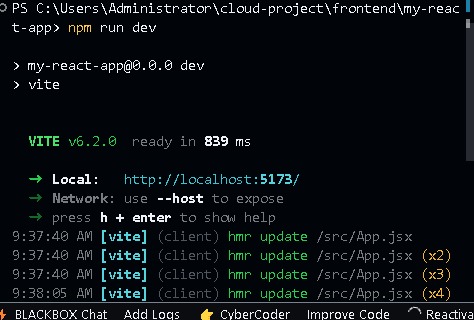 PS C:\Users\Administrator\cloud-project\frontend\my-reac
t-app> npm run dev
> my-react-app@0.0.0 dev
> vite
VITE v6.2.0 ready in 839 ms
→ Local: http://localhost:5173/
→ Network: use --host to expose
→ press h + enter to show help
9:37:40 AM [vite] (client) hmr update /src/App.jsx
9:37:40 AM [vite] (client) hmr update /src/App.jsx (x2)
9:37:40 AM [vite] (client) hmr update /src/App.jsx (x3)
9:38:05 AM [vite] (client) hmr update /src/App.jsx (x4)
BLACKBOX Chat Add Logs CyberCoder Improve Code Reactiva